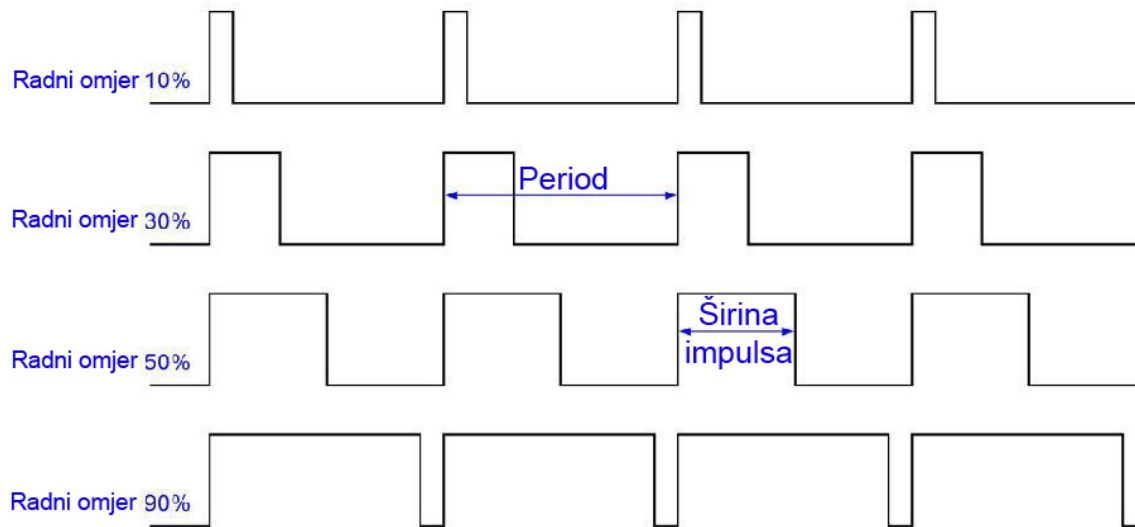 Radni omjer 10%
Period
Radni omjer 30%
Širina
impulsa
Radni omjer 50%
Radni omjer 90%